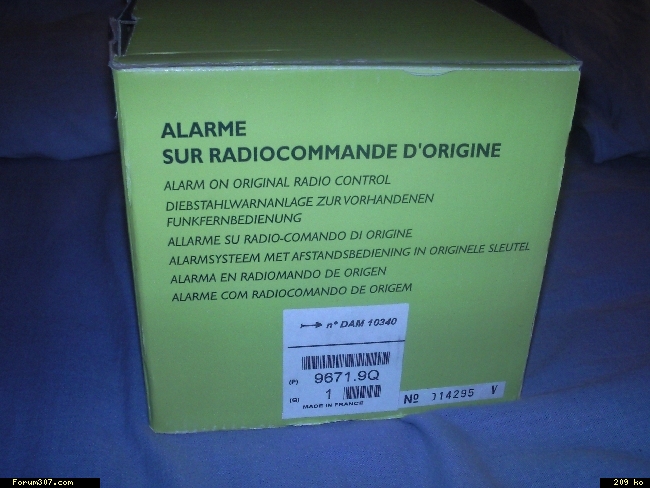 ALARME
SUR RADIOCOMMANDE D'ORIGINE
ALARM ON ORIGINAL RADIO CONTROL
DIEBSTAHLWARNANLAGE ZUR VORHANDENEN
FUNKFERNBEDIENUNG
ALLARME SU RADIO-COMANDO DI ORIGINE
ALARMSYSTEEM MET AFSTANDSBEDIENING IN ORIGINELE SLEUTEL
ALARMA EN RADIOMANDO DE ORIGEN
ALARME COM RADIOCOMANDO DE ORIGEM
n° DAM 10340
(P) 9671.9Q
(Q) 1
MADE IN FRANCE
Nº 014295 V
Forum307.com
209 ko